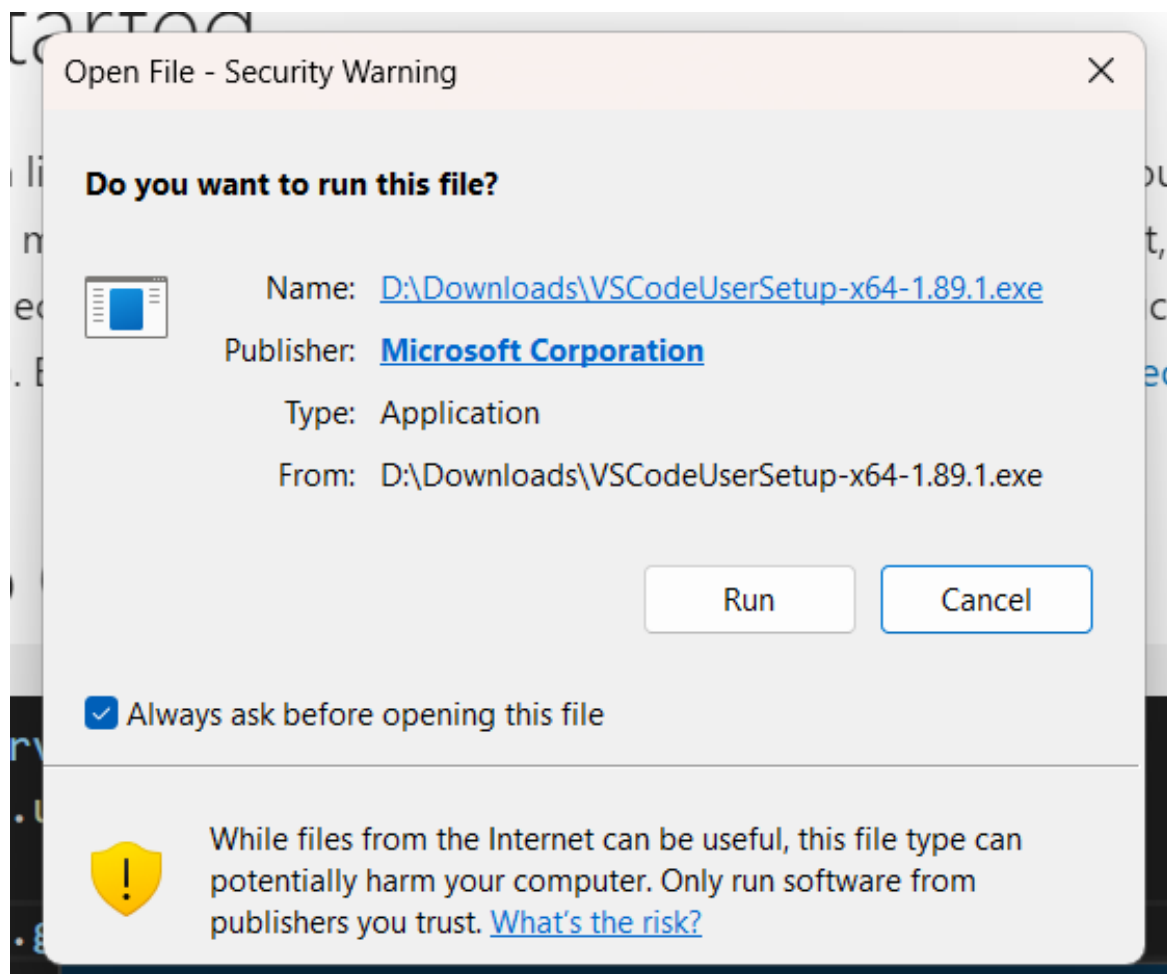 Open File - Security Warning
Do you want to run this file?
Name: D:\Downloads\VSCodeUserSetup-x64-1.89.1.exe
Publisher: Microsoft Corporation
Type: Application
From: D:\Downloads\VSCodeUserSetup-x64-1.89.1.exe
Run Cancel
Always ask before opening this file
While files from the Internet can be useful, this file type can
potentially harm your computer. Only run software from
publishers you trust. What's the risk?